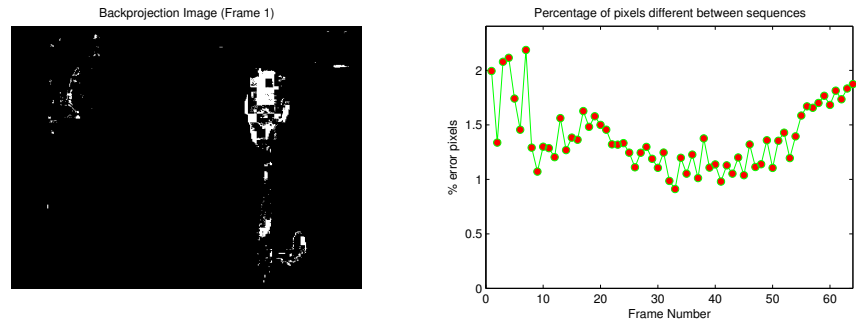 Backprojection Image (Frame 1)
Percentage of pixels different between sequences
% error pixels
2
1.5
1
0.5
0
0 10 20 30 40 50 60
Frame Number